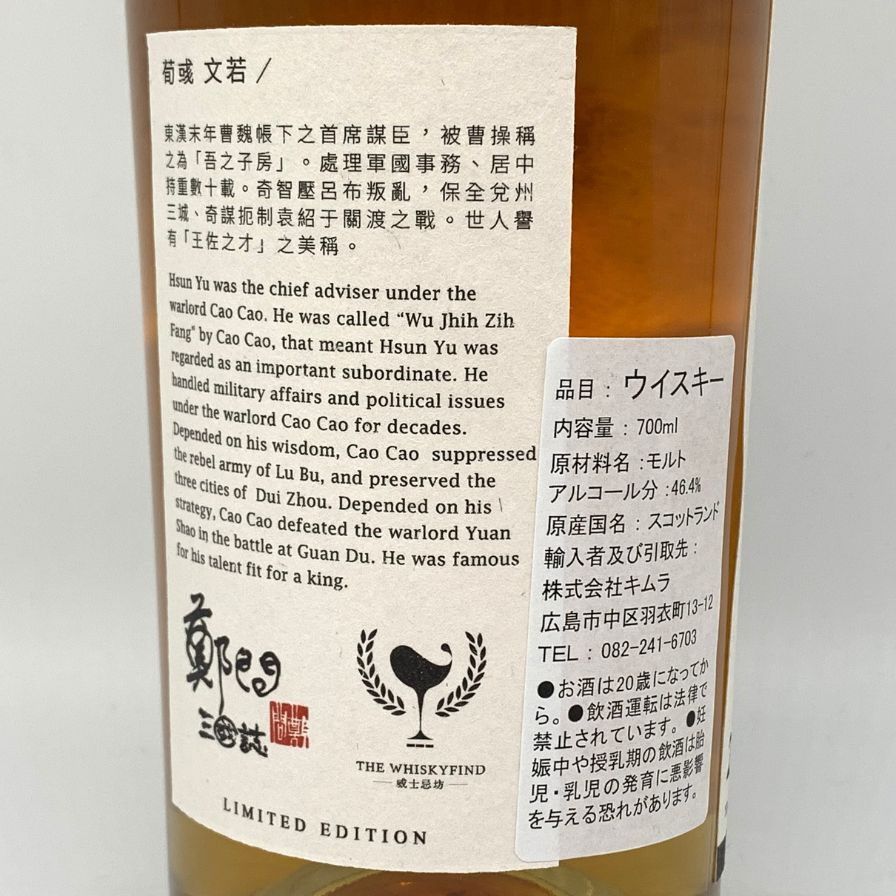 荀彧 文若 /
東漢末年曹魏帳下之首席謀臣，被曹操稱
之為「吾之子房」。處理軍國事務、居中
持重數十載。奇智壓呂布叛亂，保全兗州
三城、奇謀扼制袁紹于關渡之戰。世人譽
有「王佐之才」之美稱。
Hsun Yu was the chief adviser under the
warlord Cao Cao. He was called “Wu Jhih Zih
Fang" by Cao Cao, that meant Hsun Yu was
regarded as an important subordinate. He
handled military affairs and political issues
under the warlord Cao Cao for decades.
Depended on his wisdom, Cao Cao suppressed
the rebel army of Lu Bu, and preserved the
three cities of Dui Zhou. Depended on his
strategy, Cao Cao defeated the warlord Yuan
Shao in the battle at Guan Du. He was famous
for his talent fit for a king.
鄭問
三國誌
鄭問
THE WHISKYFIND
威士忌坊
LIMITED EDITION
品目：ウイスキー
内容量：700ml
原材料名：モルト
アルコール分：46.4%
原産国名：スコットランド
輸入者及び引取先：
株式会社キムラ
広島市中区羽衣町13-12
TEL：082-241-6703
●お酒は20歳になってか
ら。●飲酒運転は法律で
禁止されています。●妊
娠中や授乳期の飲酒は胎
児・乳児の発育に悪影響
を与える恐れがあります。